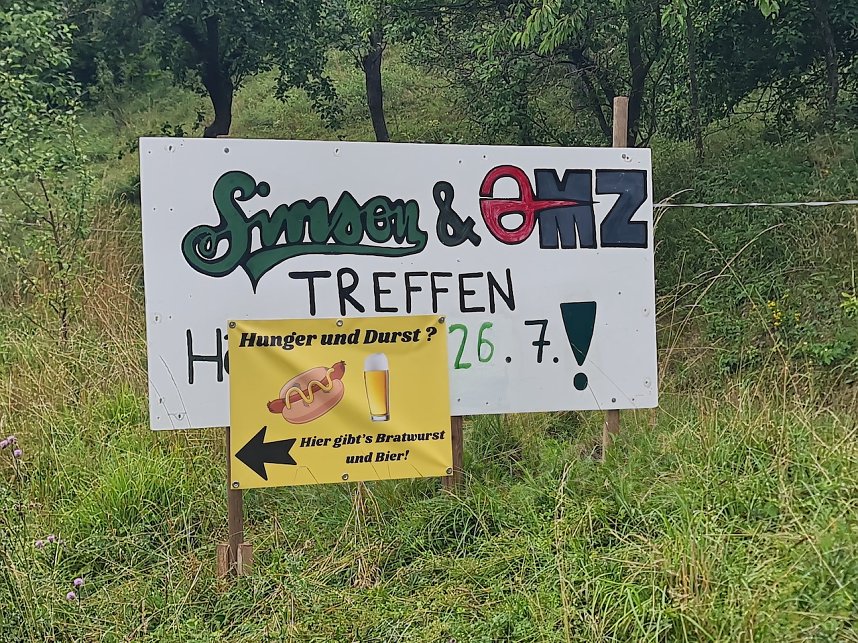 Simson & MZ
TREFFEN
26.7.!
Hunger und Durst ?
Hier gibt's Bratwurst
und Bier!